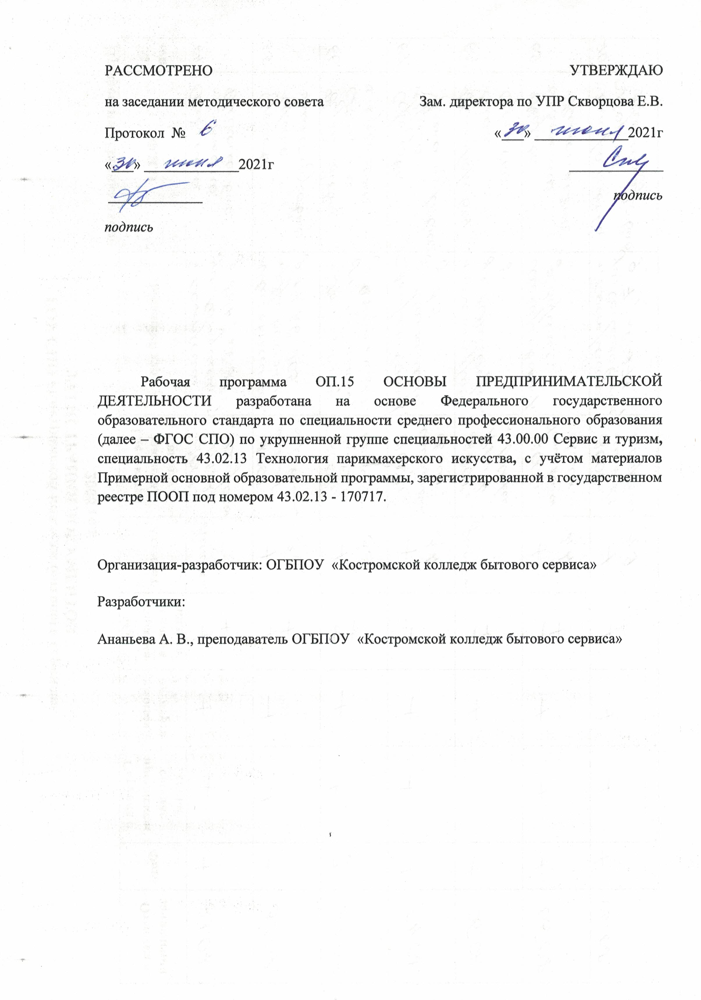 РАССМОТРЕНО
на заседании методического совета
Протокол № 6
«30» июня 2021г
подпись
УТВЕРЖДАЮ
Зам. директора по УПР Скворцова Е.В.
«30» июня 2021г
подпись
Рабочая программа ОП.15 ОСНОВЫ ПРЕДПРИНИМАТЕЛЬСКОЙ
ДЕЯТЕЛЬНОСТИ разработана на основе Федерального государственного
образовательного стандарта по специальности среднего профессионального образования
(далее – ФГОС СПО) по укрупненной группе специальностей 43.00.00 Сервис и туризм,
специальность 43.02.13 Технология парикмахерского искусства, с учётом материалов
Примерной основной образовательной программы, зарегистрированной в государственном
реестре ПООП под номером 43.02.13 - 170717.
Организация-разработчик: ОГБПОУ «Костромской колледж бытового сервиса»
Разработчики:
Ананьева А. В., преподаватель ОГБПОУ «Костромской колледж бытового сервиса»